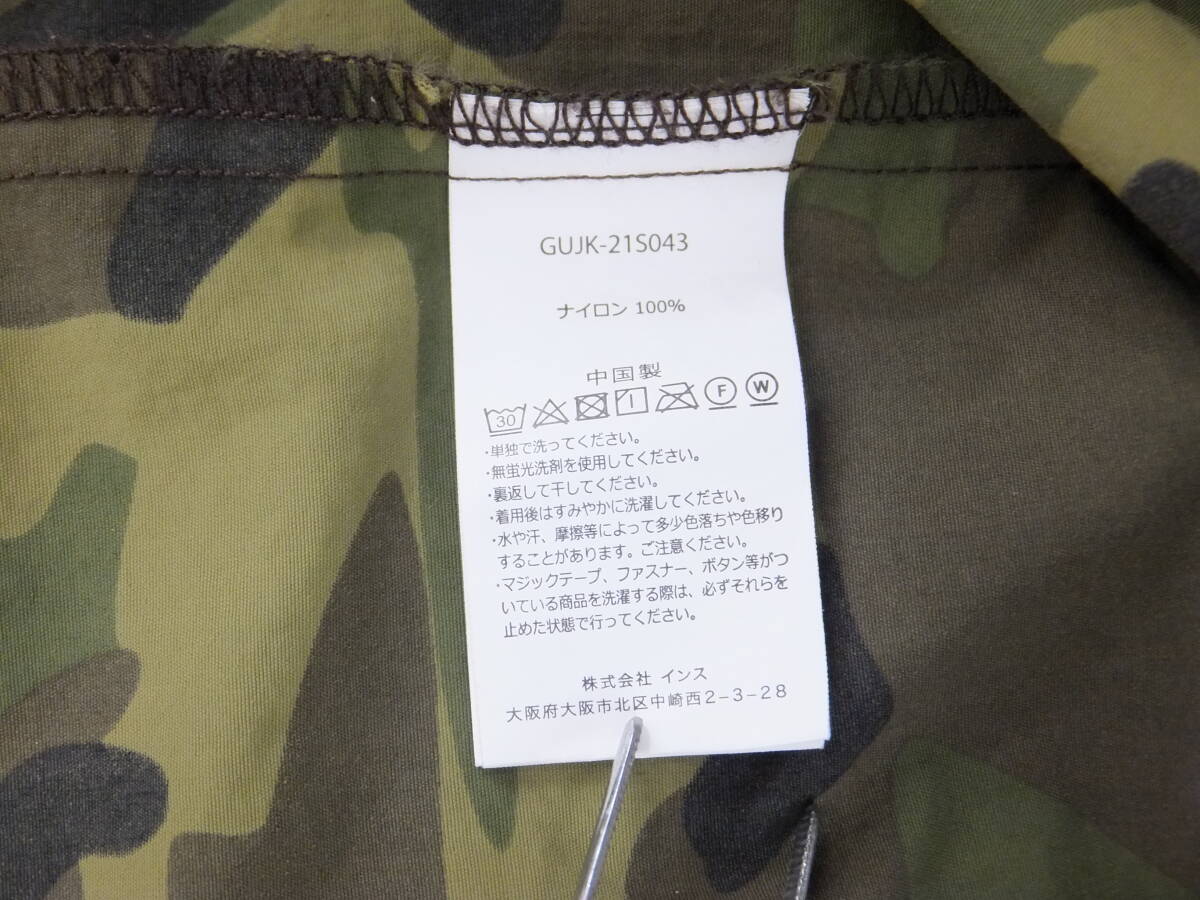 GUJK-21S043
ナイロン 100%
中国製
30 F W
・単独で洗ってください。
・無蛍光洗剤を使用してください。
・裏返して干してください。
・着用後はすみやかに洗濯してください。
・水や汗、摩擦等によって多少色落ちや色移り
することがあります。ご注意ください。
・マジックテープ、ファスナー、ボタン等がつ
いている商品を洗濯する際は、必ずそれらを
止めた状態で行ってください。
株式会社 インス
大阪府大阪市北区中崎西2-3-28